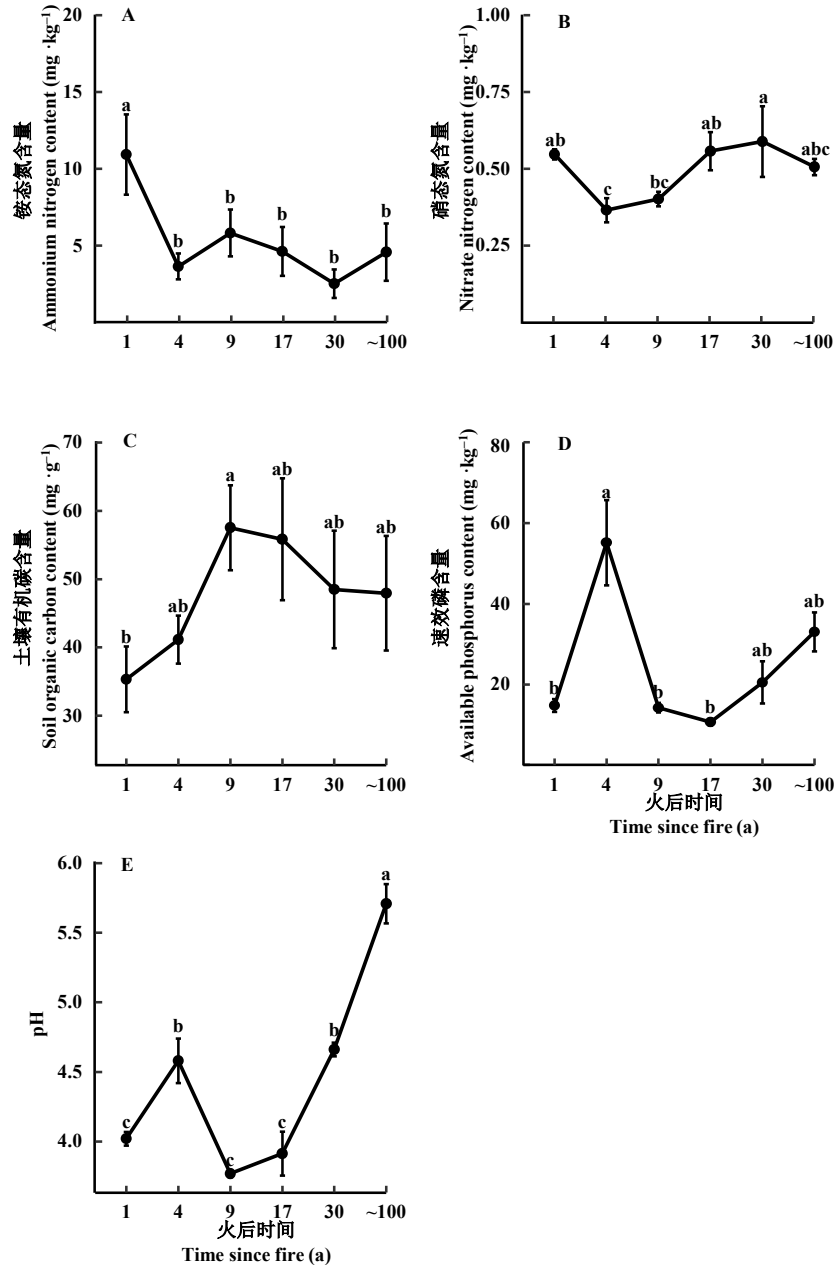 A
铵态氮含量
Ammonium nitrogen content (mg ·kg⁻¹)
20
15
10
5
a
b
b
b
b
b
1 4 9 17 30 ~100
B
硝态氮含量
Nitrate nitrogen content (mg ·kg⁻¹)
1.00
0.75
0.50
0.25
ab
c
bc
ab
a
abc
1 4 9 17 30 ~100
C
土壤有机碳含量
Soil organic carbon content (mg ·g⁻¹)
70
60
50
40
30
b
ab
a
ab
ab
ab
1 4 9 17 30 ~100
D
速效磷含量
Available phosphorus content (mg ·kg⁻¹)
80
60
40
20
b
a
b
b
ab
ab
1 4 9 17 30 ~100
火后时间
Time since fire (a)
E
pH
6.0
5.5
5.0
4.5
4.0
c
b
c
c
b
a
1 4 9 17 30 ~100
火后时间
Time since fire (a)